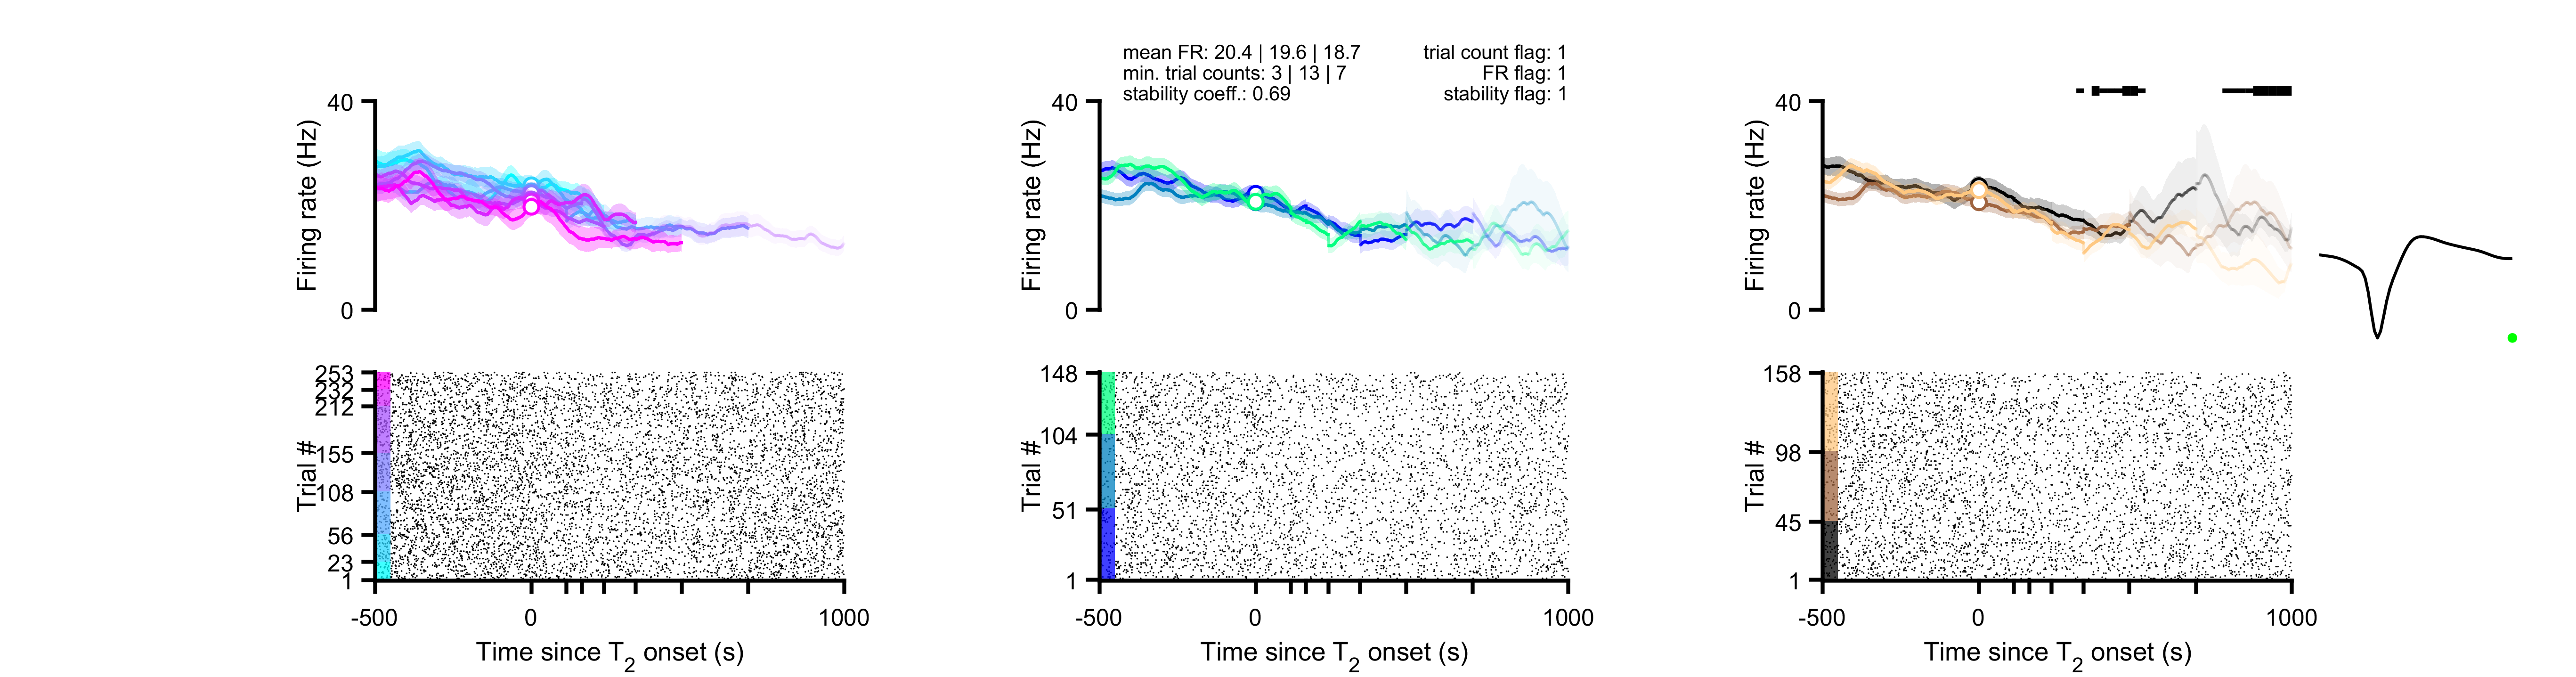 mean FR: 20.4 | 19.6 | 18.7
min. trial counts: 3 | 13 | 7
stability coeff.: 0.69
trial count flag: 1
FR flag: 1
stability flag: 1
Firing rate (Hz)
40
0
Firing rate (Hz)
40
0
Firing rate (Hz)
40
0
Trial #
253
232
212
155
108
56
23
1
-500
0
1000
Time since T2 onset (s)
Trial #
148
104
51
1
-500
0
1000
Time since T2 onset (s)
Trial #
158
98
45
1
-500
0
1000
Time since T2 onset (s)